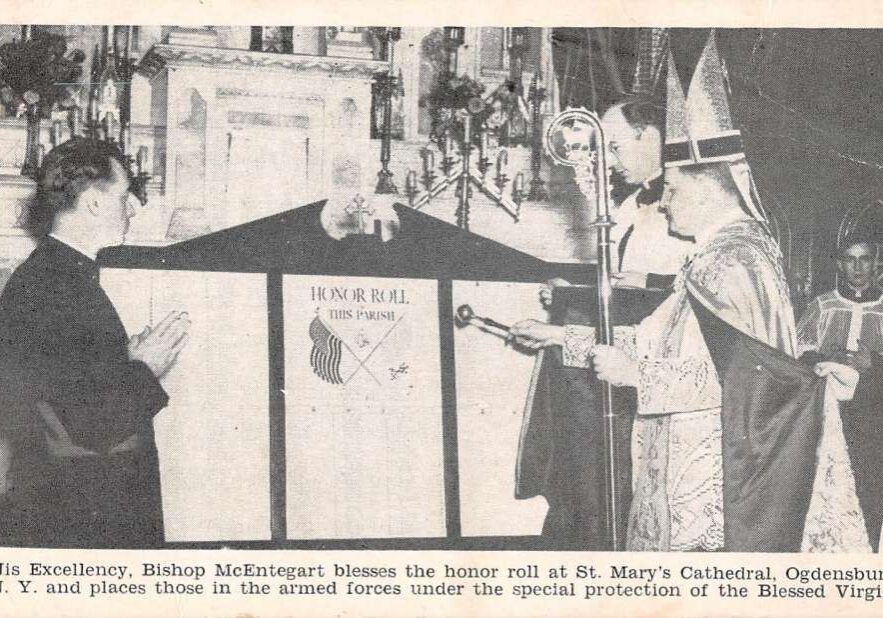 HONOR ROLL
THIS PARISH
His Excellency, Bishop McEntegart blesses the honor roll at St. Mary's Cathedral, Ogdensbur
N. Y. and places those in the armed forces under the special protection of the Blessed Virgi